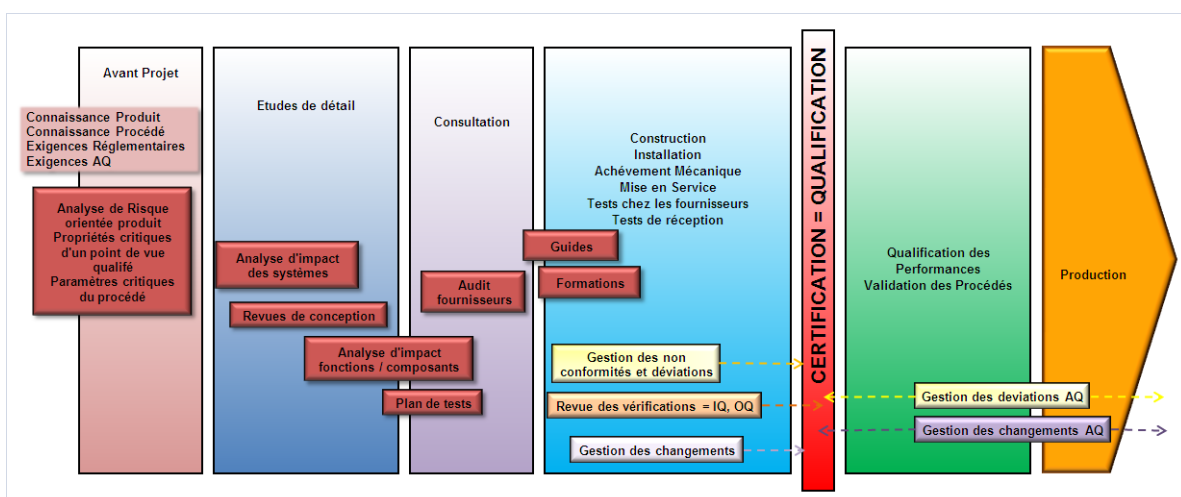 Avant Projet
Connaissance Produit
Connaissance Procédé
Exigences Réglementaires
Exigences AQ
Analyse de Risque
orientée produit
Propriétés critiques
d'un point de vue
qualifé
Paramètres critiques
du procédé
Etudes de détail
Analyse d'impact
des systèmes
Revues de conception
Analyse d'impact
fonctions / composants
Plan de tests
Consultation
Audit
fournisseurs
Guides
Formations
Construction
Installation
Achévement Mécanique
Mise en Service
Tests chez les fournisseurs
Tests de réception
Gestion des non
conformités et déviations
Revue des vérifications = IQ, OQ
Gestion des changements
CERTIFICATION = QUALIFICATION
Qualification des
Performances
Validation des Procédés
Gestion des deviations AQ
Gestion des changements AQ
Production